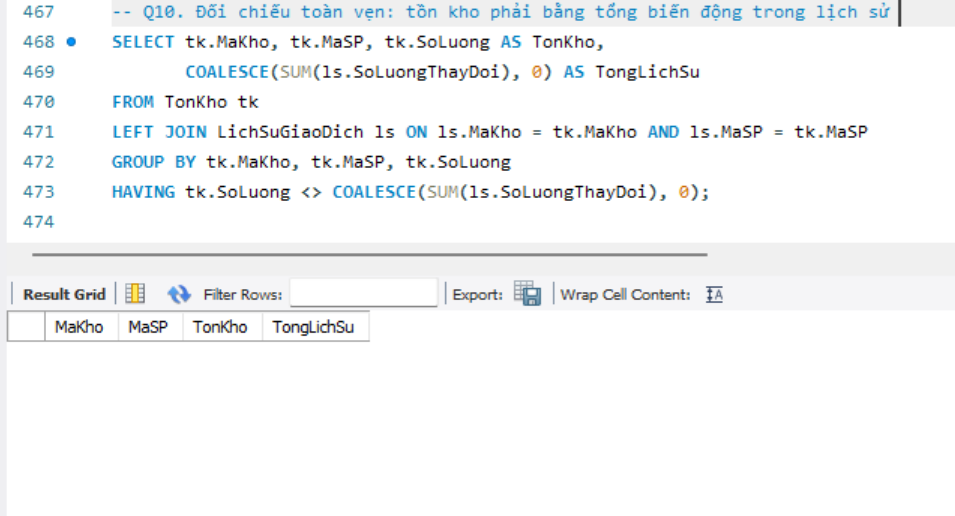 467 -- Q10. Đối chiếu toàn vẹn: tồn kho phải bằng tổng biến động trong lịch sử
468 SELECT tk.MaKho, tk.MaSP, tk.SoLuong AS TonKho,
469 COALESCE(SUM(ls.SoLuongThayDoi), 0) AS TongLichSu
470 FROM TonKho tk
471 LEFT JOIN LichSuGiaoDich ls ON ls.MaKho = tk.MaKho AND ls.MaSP = tk.MaSP
472 GROUP BY tk.MaKho, tk.MaSP, tk.SoLuong
473 HAVING tk.SoLuong <> COALESCE(SUM(ls.SoLuongThayDoi), 0);
474
Result Grid Filter Rows: Export: Wrap Cell Content: IA
MaKho MaSP TonKho TongLichSu